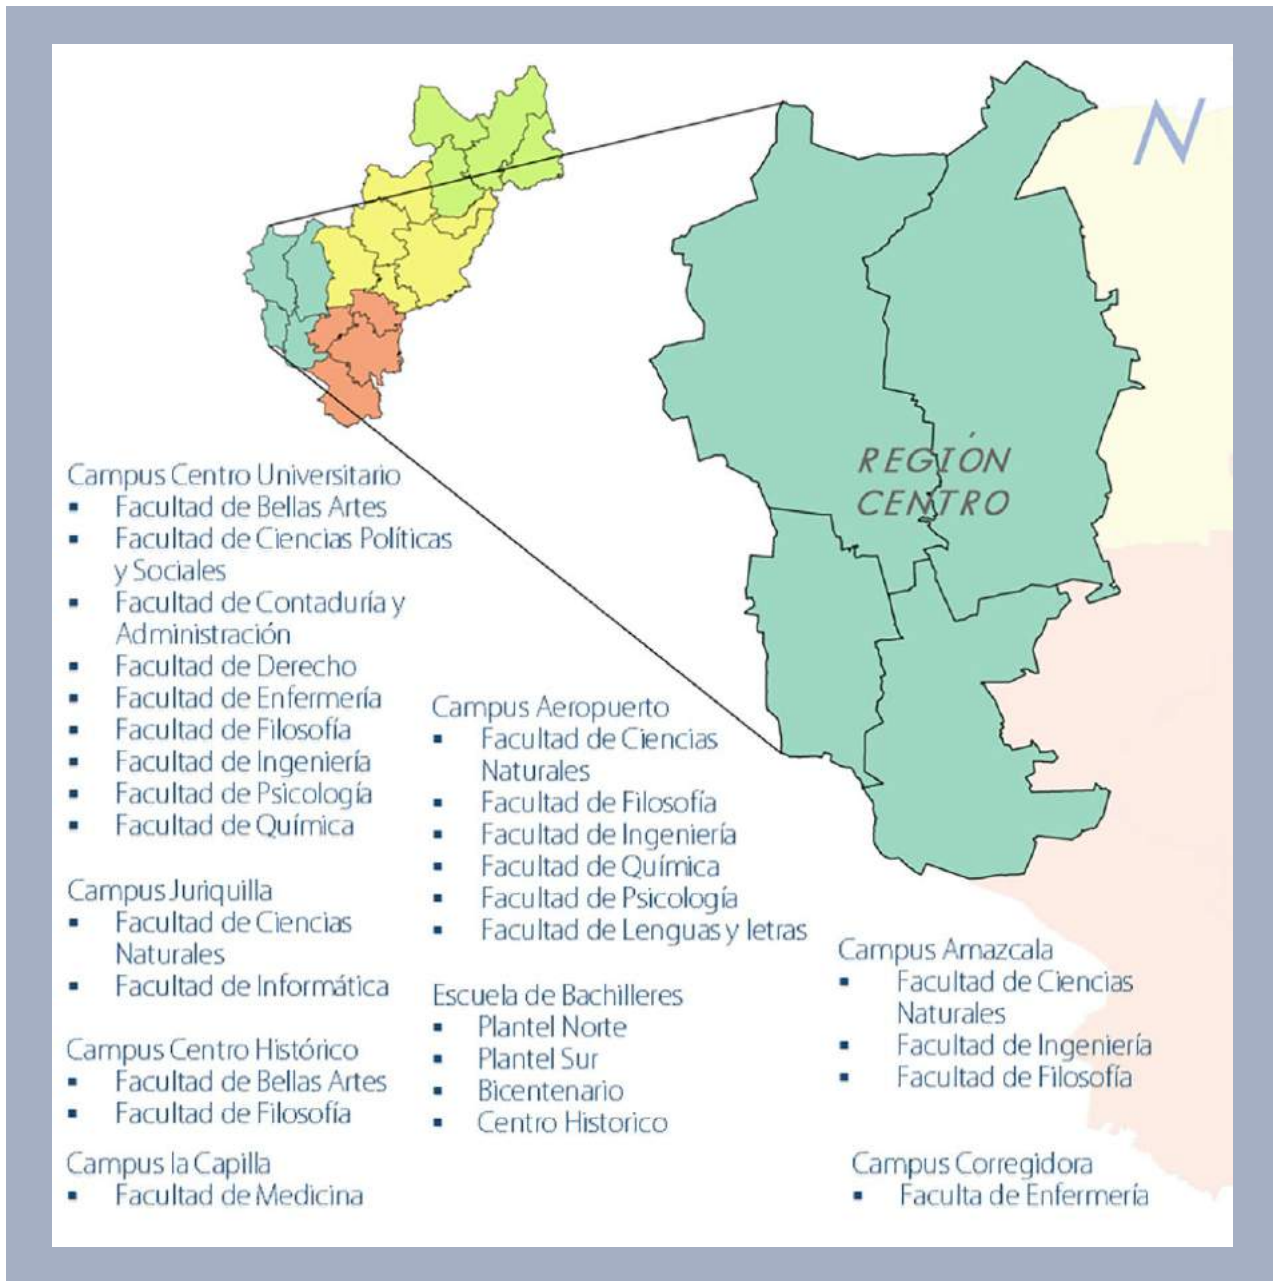 N
REGIÓN
CENTRO
Campus Centro Universitario
▪ Facultad de Bellas Artes
▪ Facultad de Ciencias Políticas
y Sociales
▪ Facultad de Contaduría y
Administración
▪ Facultad de Derecho
▪ Facultad de Enfermería
▪ Facultad de Filosofía
▪ Facultad de Ingeniería
▪ Facultad de Psicología
▪ Facultad de Química
Campus Juriquilla
▪ Facultad de Ciencias
Naturales
▪ Facultad de Informática
Campus Centro Histórico
▪ Facultad de Bellas Artes
▪ Facultad de Filosofía
Campus la Capilla
▪ Facultad de Medicina
Campus Aeropuerto
▪ Facultad de Ciencias
Naturales
▪ Facultad de Filosofía
▪ Facultad de Ingeniería
▪ Facultad de Química
▪ Facultad de Psicología
▪ Facultad de Lenguas y letras
Escuela de Bachilleres
▪ Plantel Norte
▪ Plantel Sur
▪ Bicentenario
▪ Centro Historico
Campus Amazcala
▪ Facultad de Ciencias
Naturales
▪ Facultad de Ingeniería
▪ Facultad de Filosofía
Campus Corregidora
▪ Faculta de Enfermería